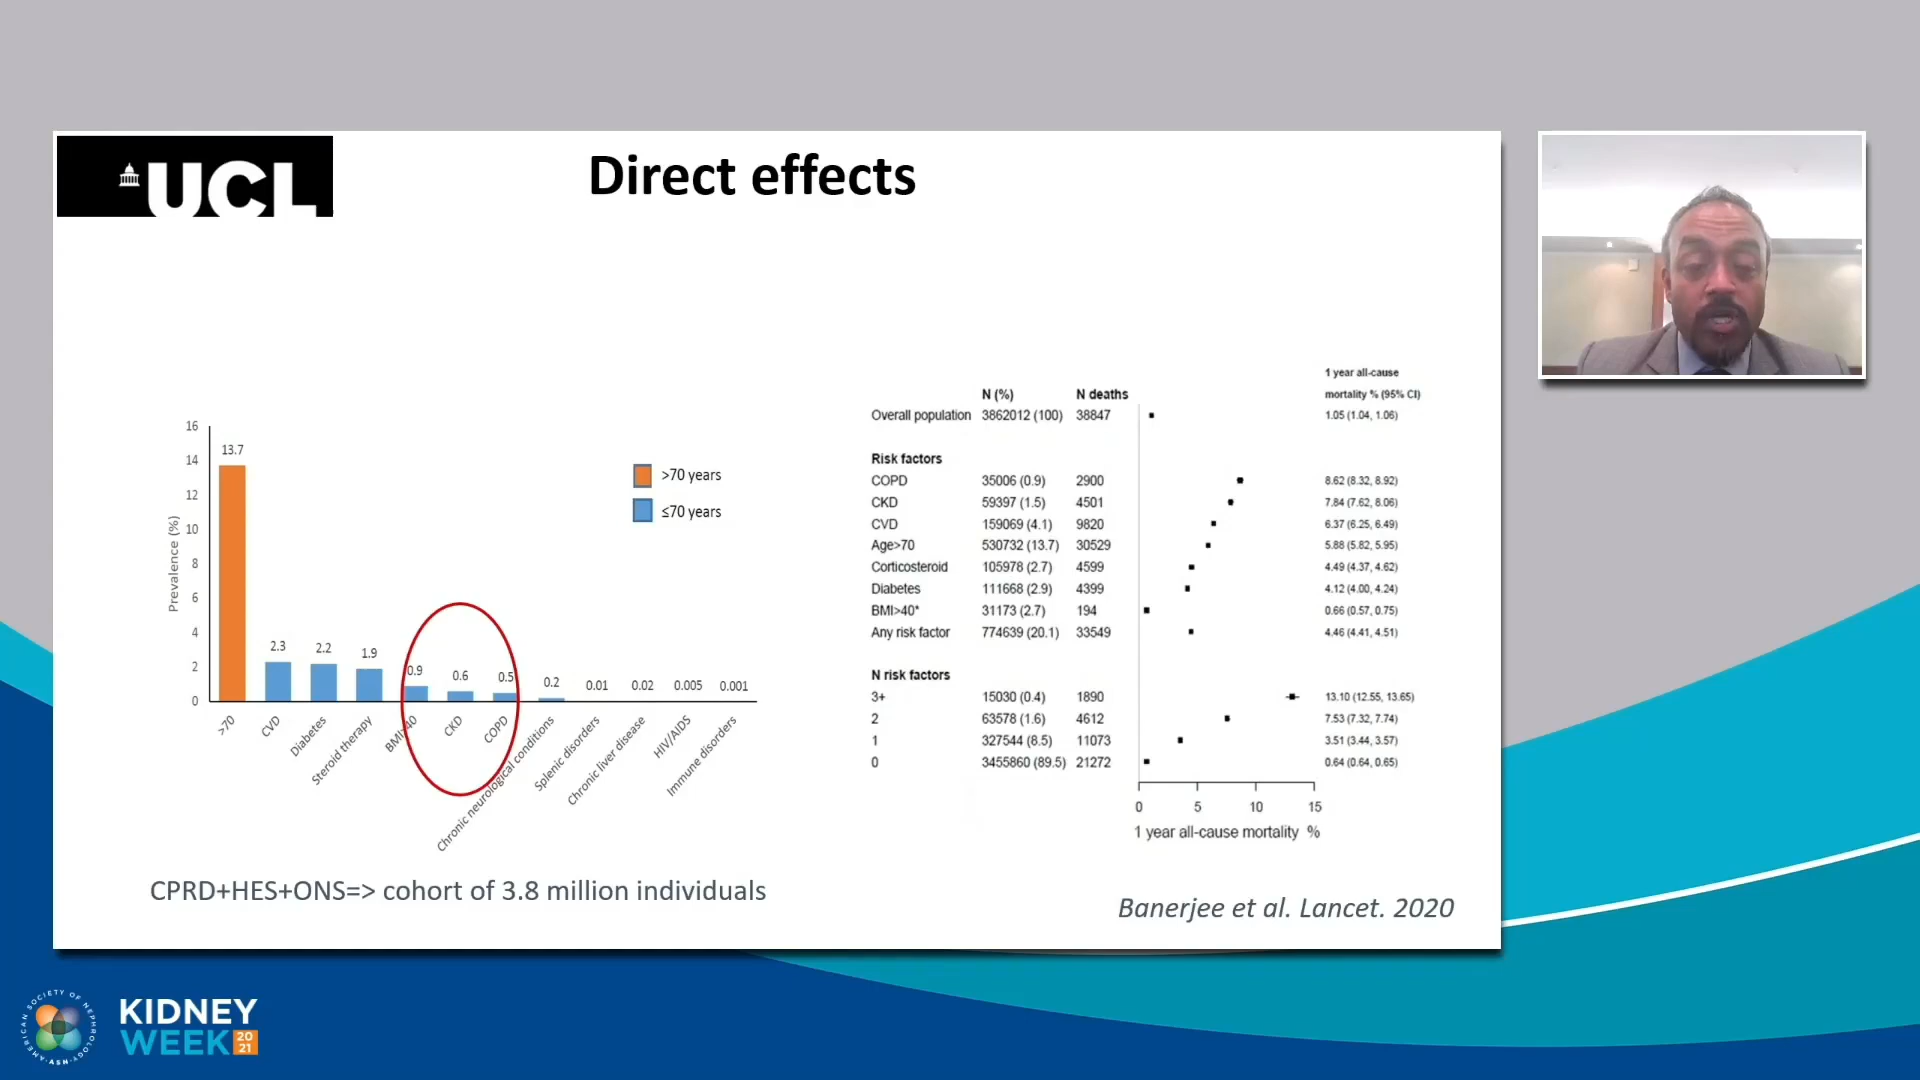 UCL
Direct effects
16
14
12
10
8
6
4
2
0
Prevalence (%)
13.7
2.3
2.2
1.9
0.9
0.6
0.5
0.2
0.01
0.02
0.005
0.001
>70
CVD
Diabetes
Steroid therapy
BMI>40
CKD
COPD
Chronic neurological conditions
Splenic disorders
Chronic liver disease
HIV/AIDS
Immune disorders
>70 years
≤70 years
CPRD+HES+ONS=> cohort of 3.8 million individuals
1 year all-cause
N (%) N deaths mortality % (95% CI)
Overall population 3862012 (100) 38847 1.05 (1.04, 1.06)
Risk factors
COPD 35006 (0.9) 2900 8.62 (8.32, 8.92)
CKD 59397 (1.5) 4501 7.84 (7.62, 8.06)
CVD 159069 (4.1) 9820 6.37 (6.25, 6.49)
Age>70 530732 (13.7) 30529 5.88 (5.82, 5.95)
Corticosteroid 105978 (2.7) 4599 4.49 (4.37, 4.62)
Diabetes 111668 (2.9) 4399 4.12 (4.00, 4.24)
BMI>40* 31173 (2.7) 194 0.66 (0.57, 0.75)
Any risk factor 774639 (20.1) 33549 4.46 (4.41, 4.51)
N risk factors
3+ 15030 (0.4) 1890 13.10 (12.55, 13.65)
2 63578 (1.6) 4612 7.53 (7.32, 7.74)
1 327544 (8.5) 11073 3.51 (3.44, 3.57)
0 3455860 (89.5) 21272 0.64 (0.64, 0.65)
0 5 10 15
1 year all-cause mortality %
Banerjee et al. Lancet. 2020
AMERICAN SOCIETY OF NEPHROLOGY
ASN
KIDNEY
WEEK 20
21